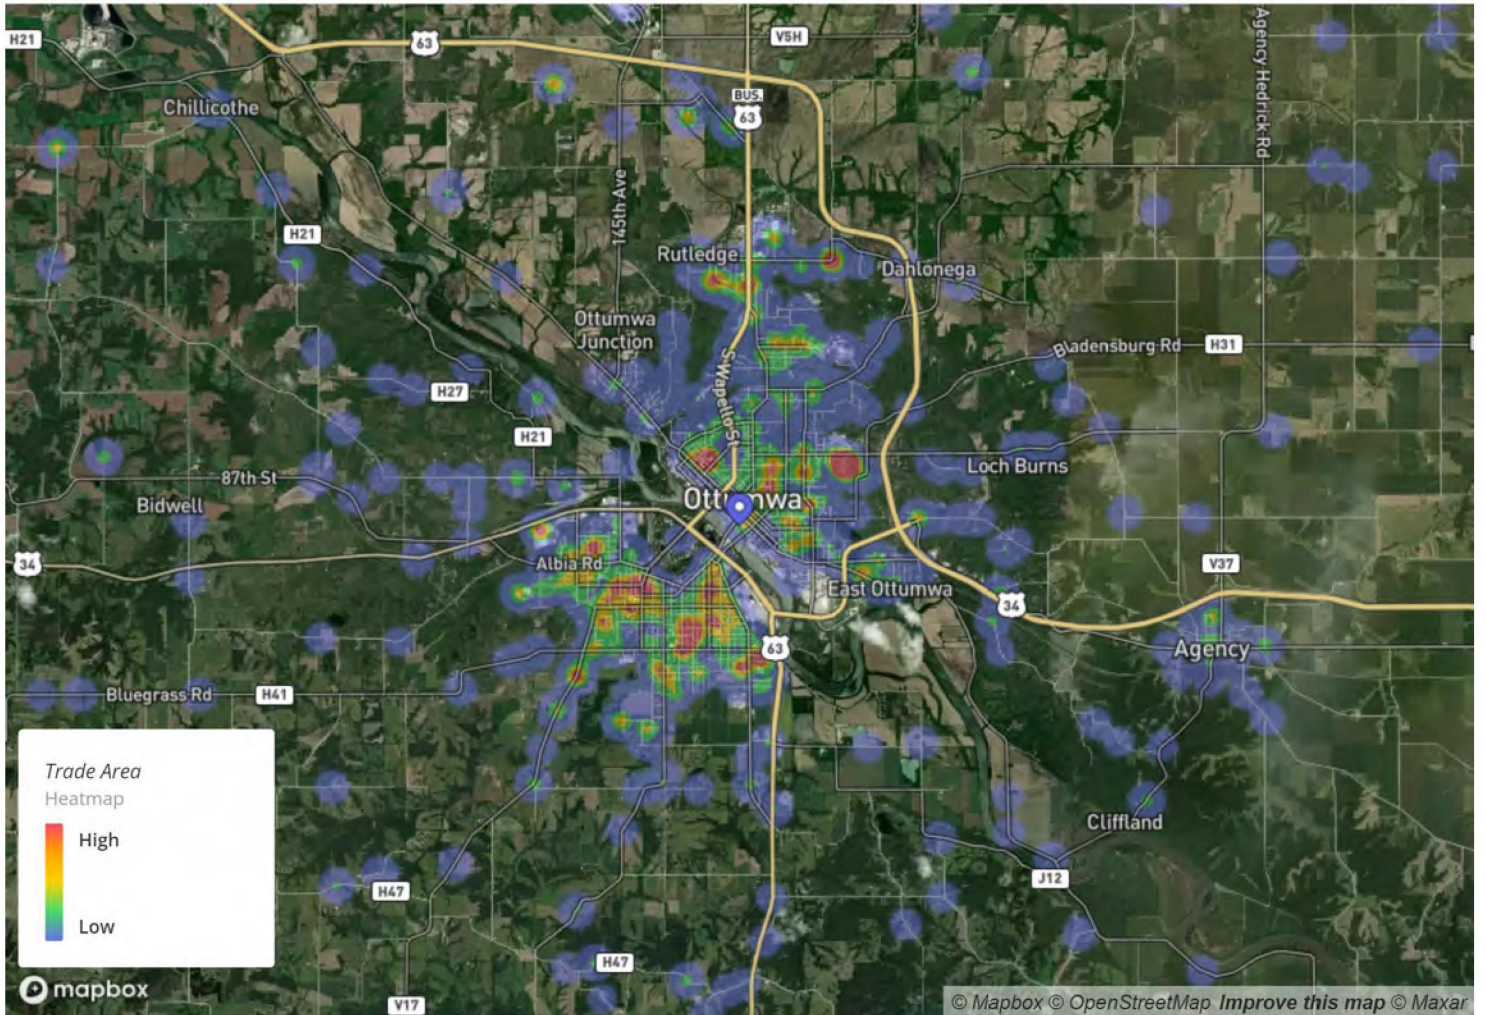 H21
63
V5H
BUS.
63
Agency Hedrick Rd
Chillicothe
145th Ave
H21
Rutledge
Dahlonega
Ottumwa
Junction
Bladensburg Rd
H31
S Wapello St
H27
H21
Loch Burns
87th St
Bidwell
Ottumwa
34
Albia Rd
V37
East Ottumwa
34
63
Agency
Bluegrass Rd
H41
Trade Area
Heatmap
High
Low
Cliffland
J12
H47
H47
V17
mapbox
© Mapbox © OpenStreetMap Improve this map © Maxar